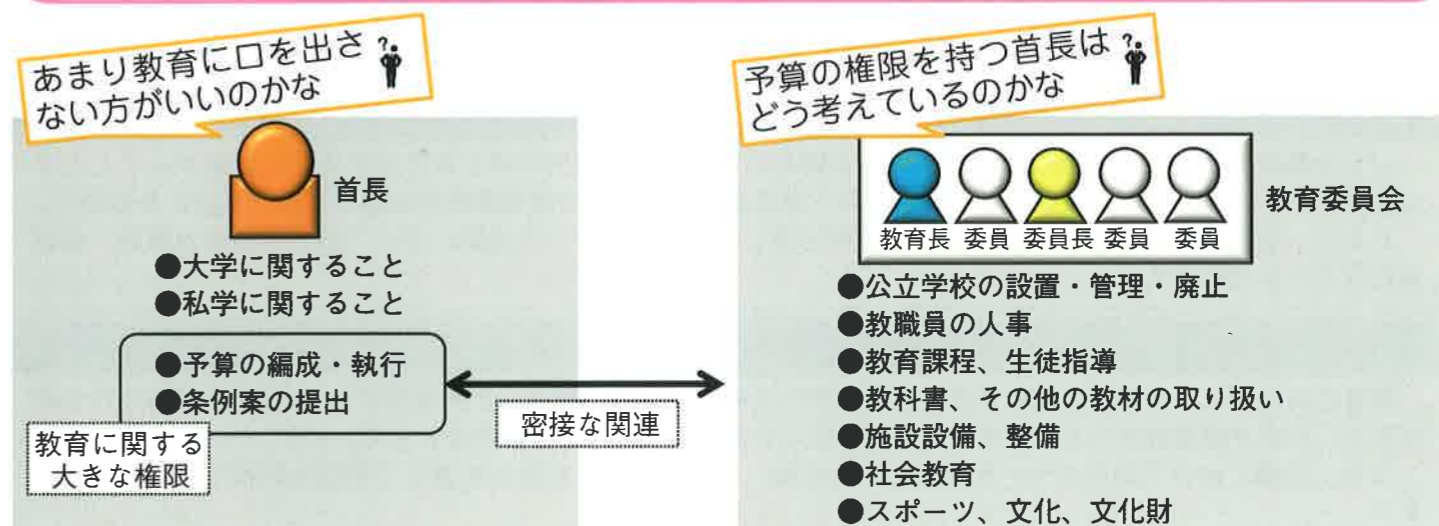 あまり教育に口を出さ
ない方がいいのかな
?
首長
●大学に関すること
●私学に関すること
●予算の編成・執行
●条例案の提出
教育に関する
大きな権限
密接な関連
予算の権限を持つ首長は
どう考えているのかな
?
教育長 委員 委員長 委員 委員
教育委員会
●公立学校の設置・管理・廃止
●教職員の人事
●教育課程、生徒指導
●教科書、その他の教材の取り扱い
●施設設備、整備
●社会教育
●スポーツ、文化、文化財